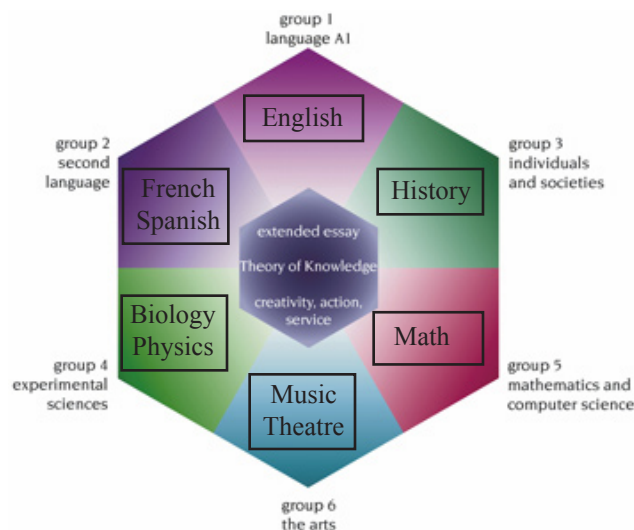 group 1
language A1
English
group 2
second
language
French
Spanish
group 3
individuals
and societies
History
extended essay
Theory of Knowledge
creativity, action,
service
Biology
Physics
group 4
experimental
sciences
Math
group 5
mathematics and
computer science
Music
Theatre
group 6
the arts